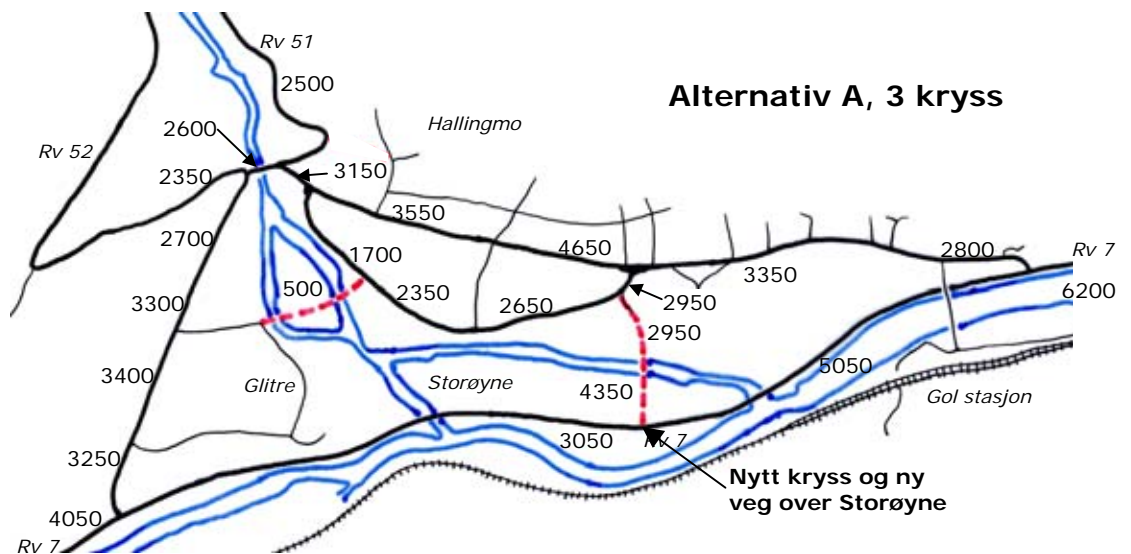 Rv 51
2500
Alternativ A, 3 kryss
2600
Hallingmo
Rv 52
2350
3150
3550
2700
4650
2800
Rv 7
1700
3350
500
2350
2950
6200
3300
2650
2950
3400
Glitre
Storøyne
4350
5050
Gol stasjon
3250
3050
Rv 7
Nytt kryss og ny
veg over Storøyne
4050
Rv 7